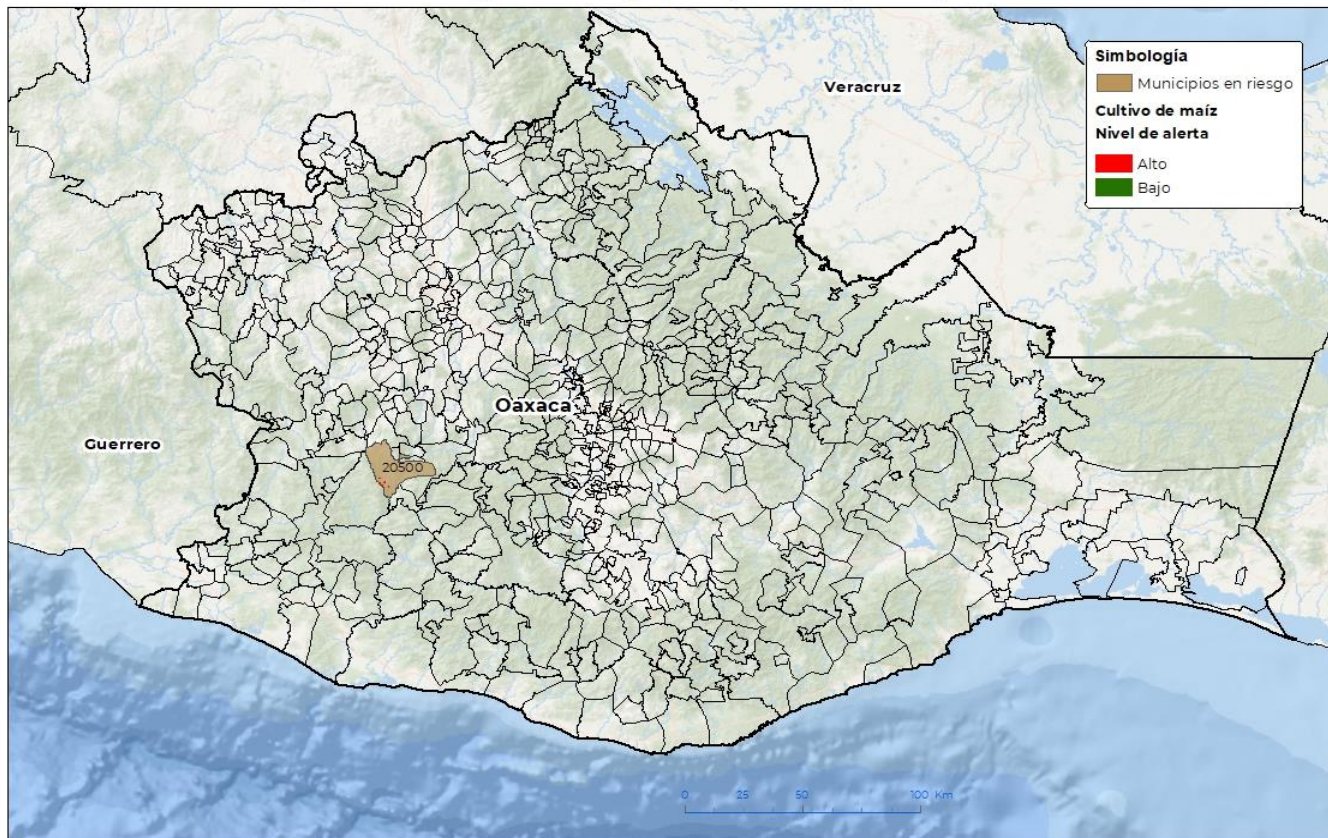 Simbología
Municipios en riesgo
Cultivo de maíz
Nivel de alerta
Alto
Bajo
Veracruz
Oaxaca
Guerrero
20500
0 25 50 100 Km